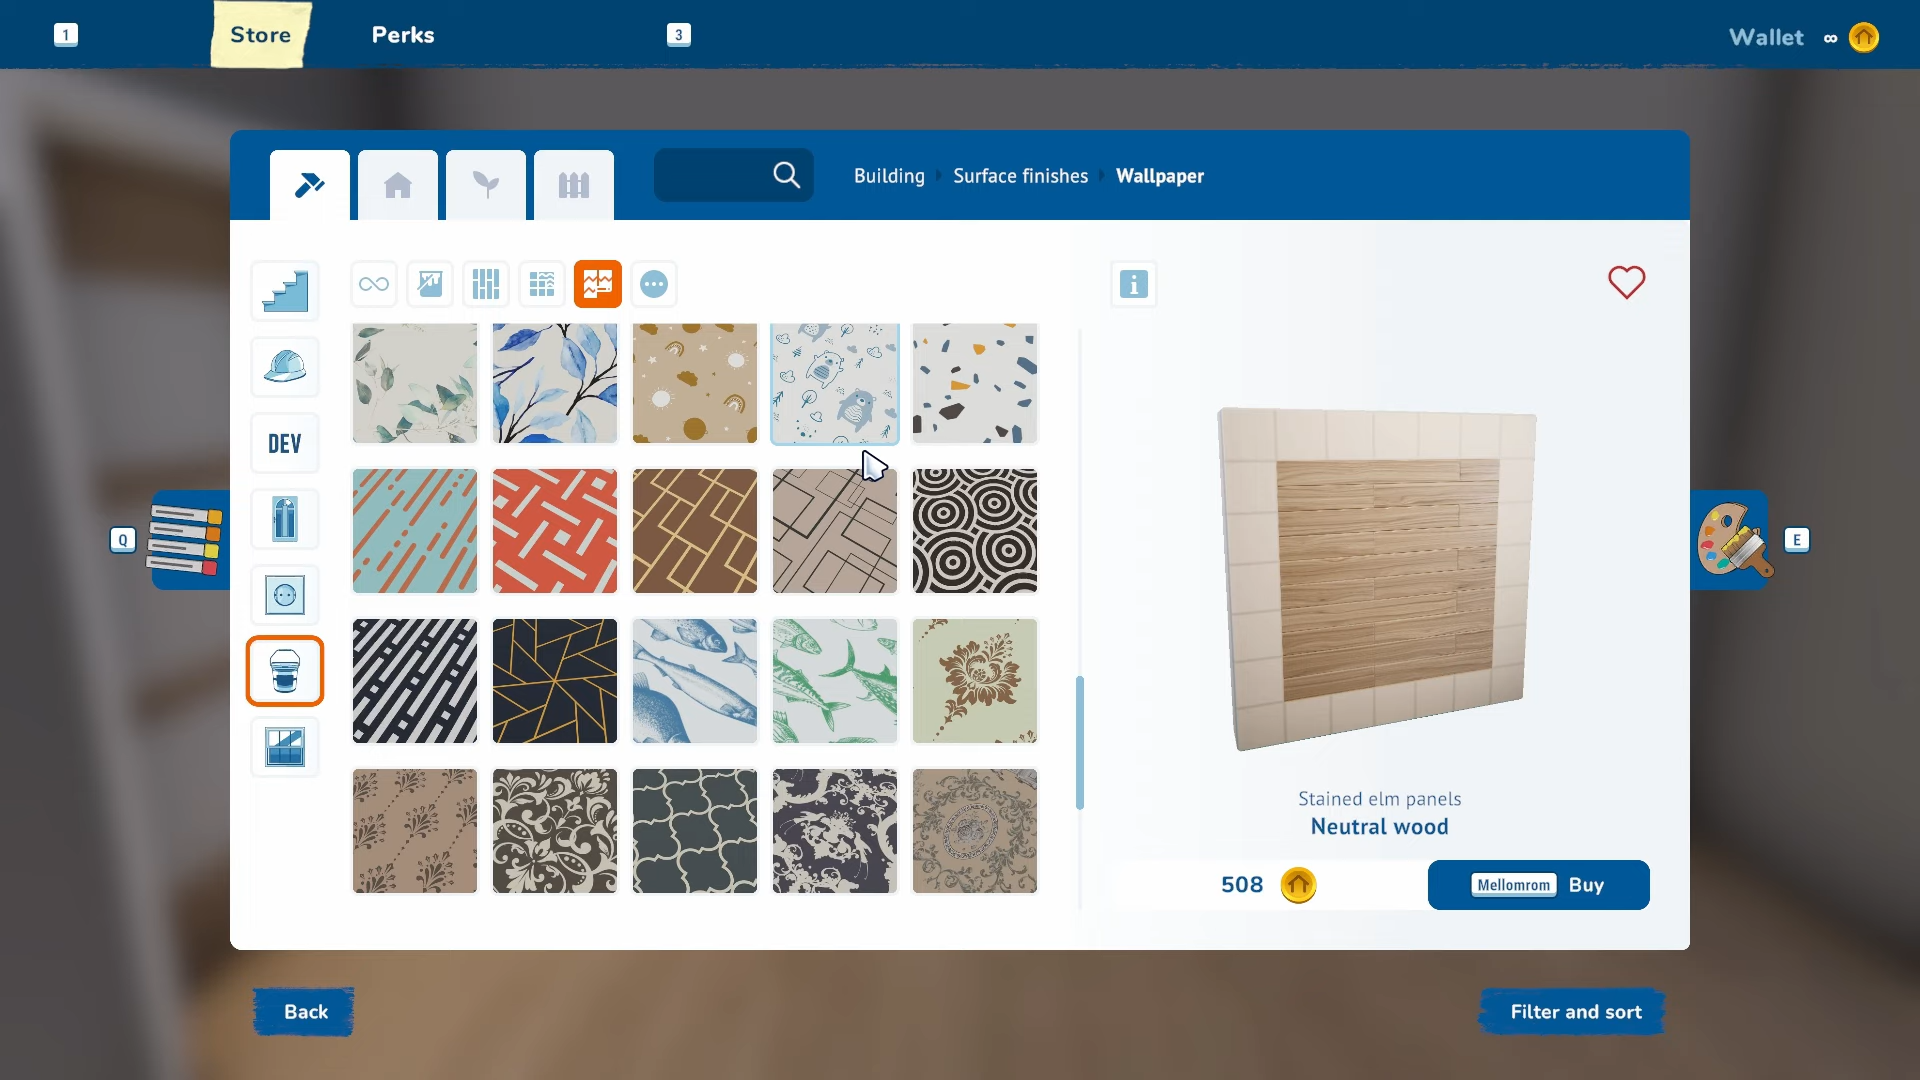 1
Store
Perks
3
Wallet ∞
Building
Surface finishes
Wallpaper
DEV
i
Q
E
Stained elm panels
Neutral wood
508
Mellomrom Buy
Back
Filter and sort